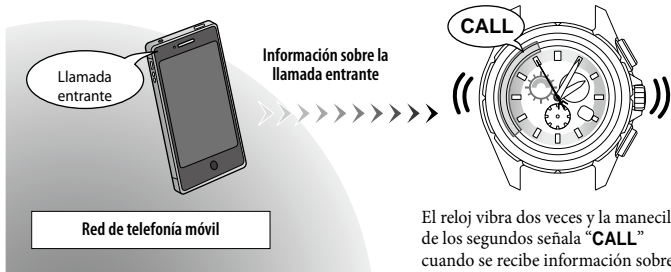 CALL
Información sobre la
llamada entrante
Llamada
entrante
Red de telefonía móvil
El reloj vibra dos veces y la
de los segundos señala “CALL”
cuando se recibe información sobre